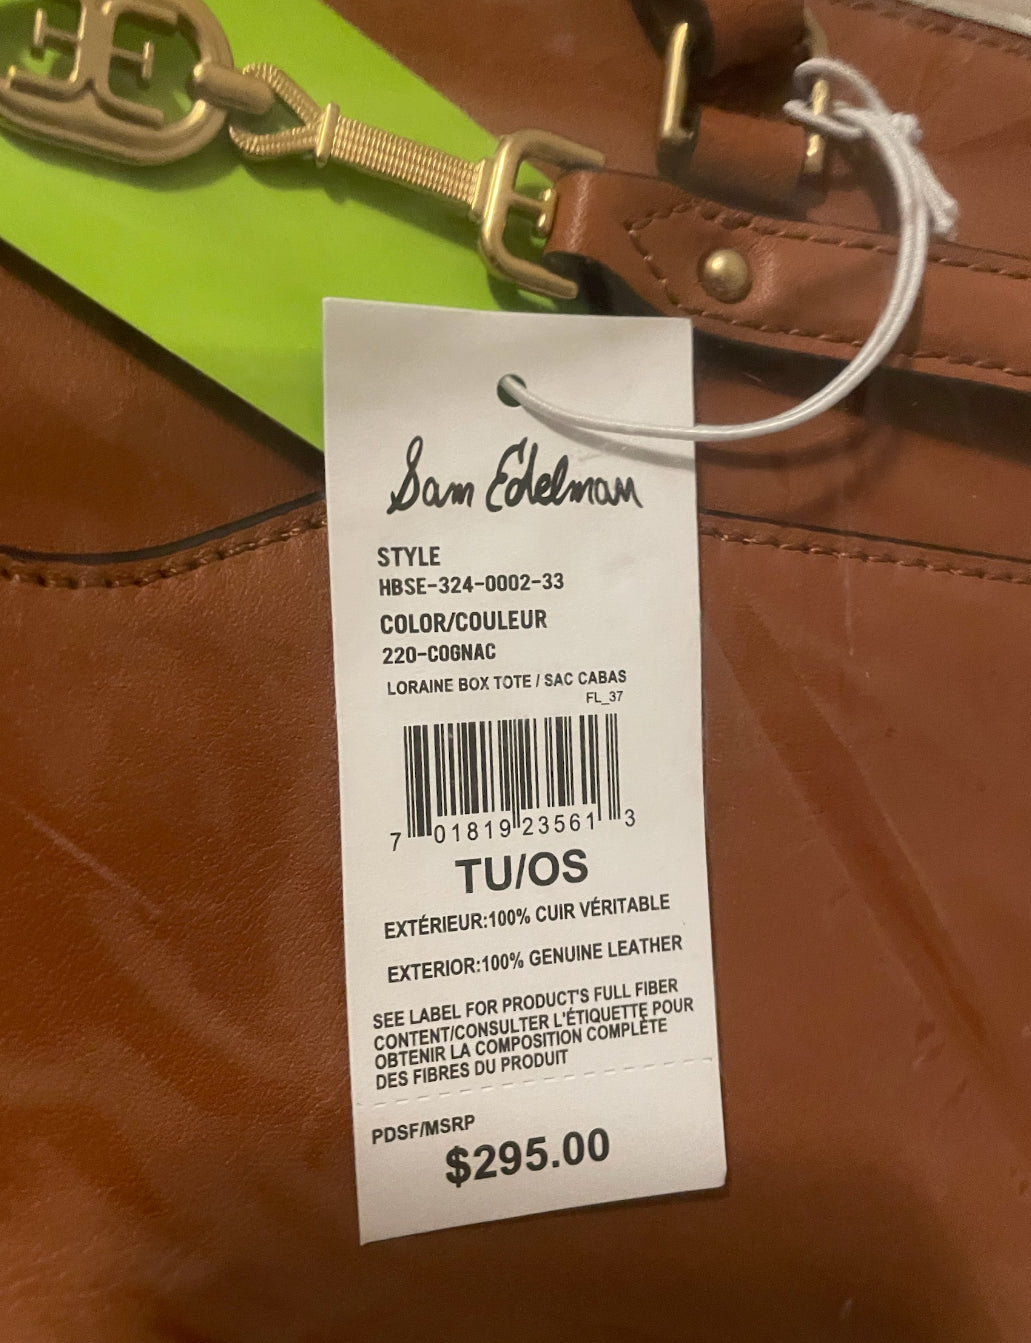 Sam Edelman
STYLE
HBSE-324-0002-33
COLOR/COULEUR
220-COGNAC
LORAINE BOX TOTE / SAC CABAS
FL_37
7 01819 23561 3
TU/OS
EXTÉRIEUR:100% CUIR VÉRITABLE
EXTERIOR:100% GENUINE LEATHER
SEE LABEL FOR PRODUCT'S FULL FIBER
CONTENT/CONSULTER L'ÉTIQUETTE POUR
OBTENIR LA COMPOSITION COMPLÈTE
DES FIBRES DU PRODUIT
PDSF/MSRP
$295.00